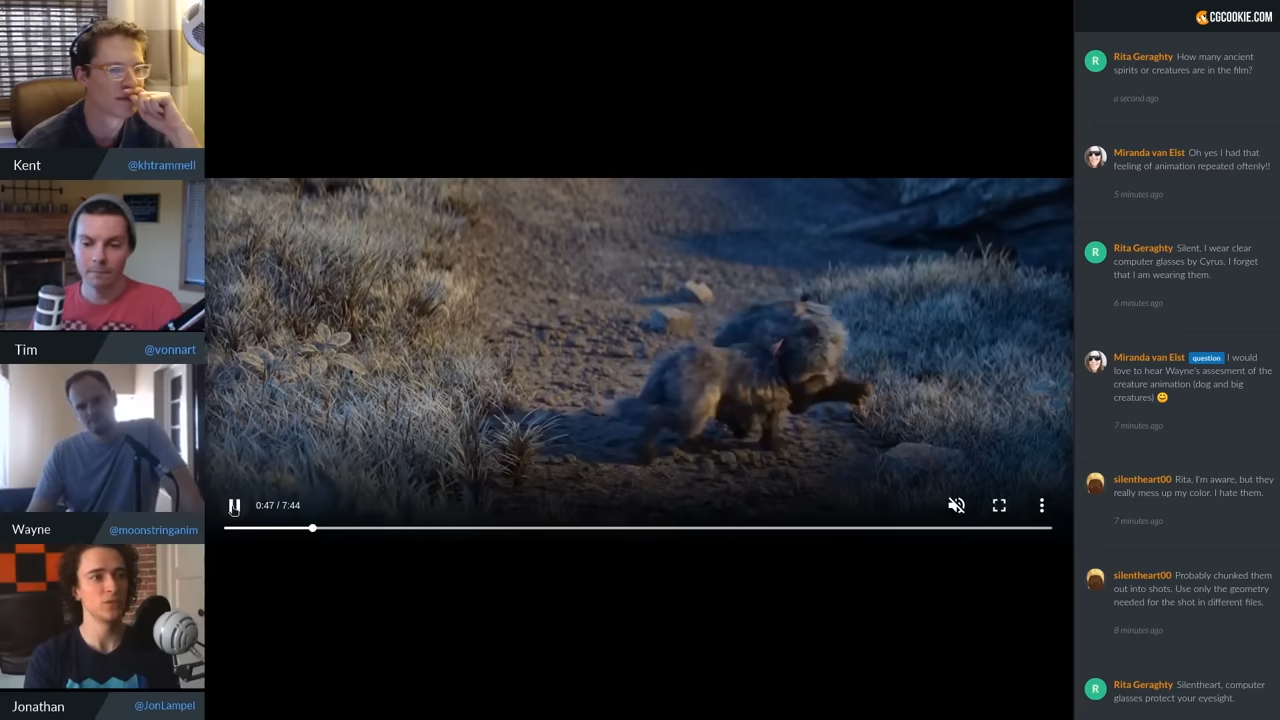 Kent @khtrammell
Tim @vonnart
Wayne @moonstringanim
Jonathan @JonLampel
0:47 / 7:44
CGCOOKIE.COM
R Rita Geraghty How many ancient
spirits or creatures are in the film?
a second ago
Miranda van Elst Oh yes I had that
feeling of animation repeated oftenly!!
5 minutes ago
R Rita Geraghty Silent, I wear clear
computer glasses by Cyrus. I forget
that I am wearing them.
6 minutes ago
Miranda van Elst question I would
love to hear Wayne's assesment of the
creature animation (dog and big
creatures) 😊
7 minutes ago
silentheart00 Rita, I'm aware, but they
really mess up my color. I hate them.
7 minutes ago
silentheart00 Probably chunked them
out into shots. Use only the geometry
needed for the shot in different files.
8 minutes ago
R Rita Geraghty Silentheart, computer
glasses protect your eyesight.